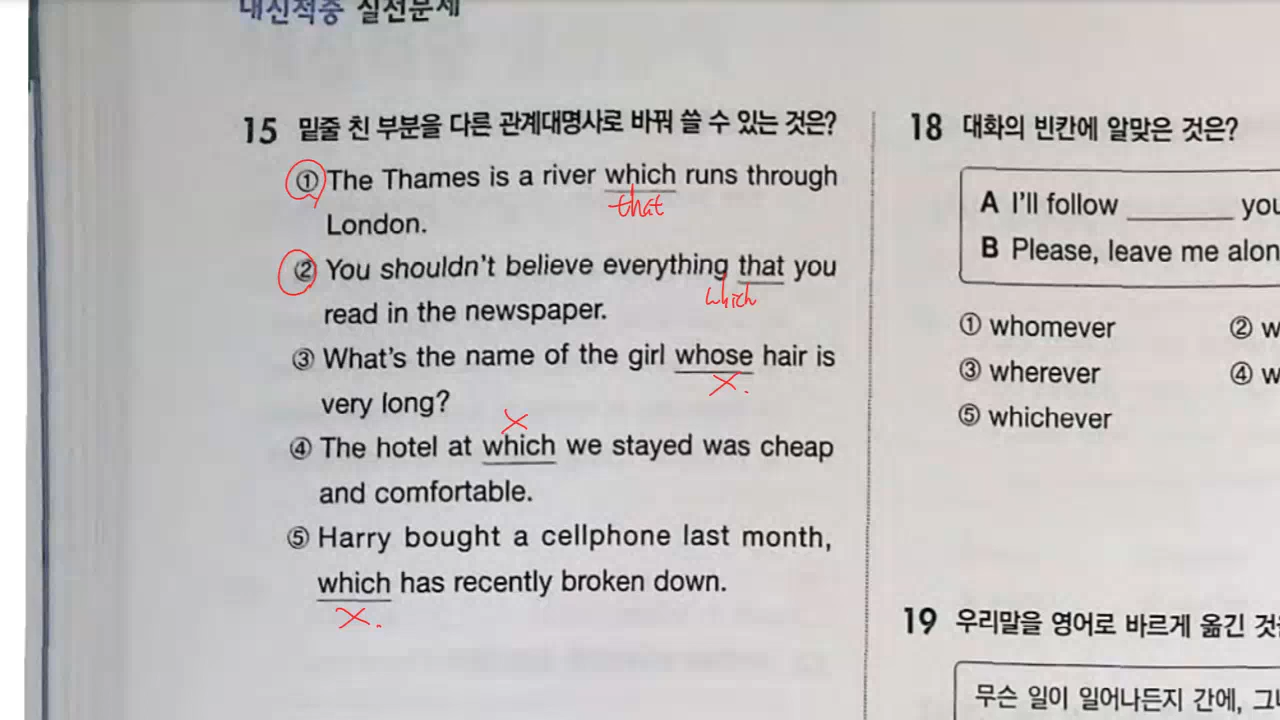 내신적중 실전문제
15 밑줄 친 부분을 다른 관계대명사로 바꿔 쓸 수 있는 것은?
① The Thames is a river which runs through
that
London.
② You shouldn't believe everything that you
which
read in the newspaper.
③ What's the name of the girl whose hair is
x.
very long?
x
④ The hotel at which we stayed was cheap
and comfortable.
⑤ Harry bought a cellphone last month,
which has recently broken down.
x.
18 대화의 빈칸에 알맞은 것은?
A I'll follow ________ you
B Please, leave me alon
① whomever ② w
③ wherever ④ w
⑤ whichever
19 우리말을 영어로 바르게 옮긴 것
무슨 일이 일어나든지 간에, 그